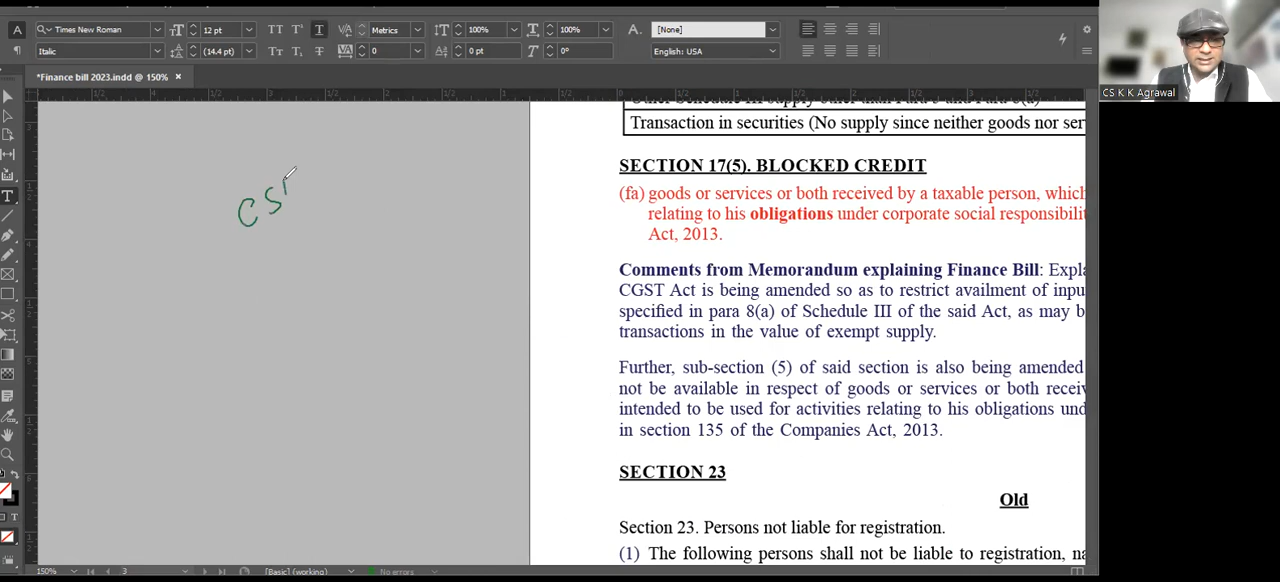 Times New Roman
12 pt
Metrics
100%
100%
[None]
Italic
(14.4 pt)
0
0 pt
0°
English: USA
*Finance bill 2023.indd @ 150%
CS K K Agrawal
Transaction in securities (No supply since neither goods nor ser
CS
SECTION 17(5). BLOCKED CREDIT
(fa) goods or services or both received by a taxable person, which
relating to his obligations under corporate social responsibilit
Act, 2013.
Comments from Memorandum explaining Finance Bill: Expla
CGST Act is being amended so as to restrict availment of inpu
specified in para 8(a) of Schedule III of the said Act, as may b
transactions in the value of exempt supply.
Further, sub-section (5) of said section is also being amended
not be available in respect of goods or services or both receiv
intended to be used for activities relating to his obligations und
in section 135 of the Companies Act, 2013.
SECTION 23
Old
Section 23. Persons not liable for registration.
(1) The following persons shall not be liable to registration, na
150%
3
[Basic] (working)
No errors